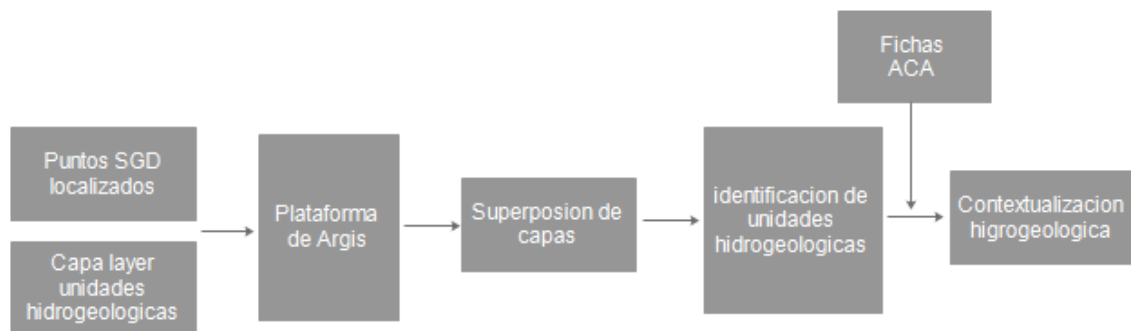 Puntos SGD
localizados
Capa layer
unidades
hidrogeologicas
Plataforma
de Argis
Superposion de
capas
identificacion de
unidades
hidrogeologicas
Fichas
ACA
Contextualizacion
higrogeologica